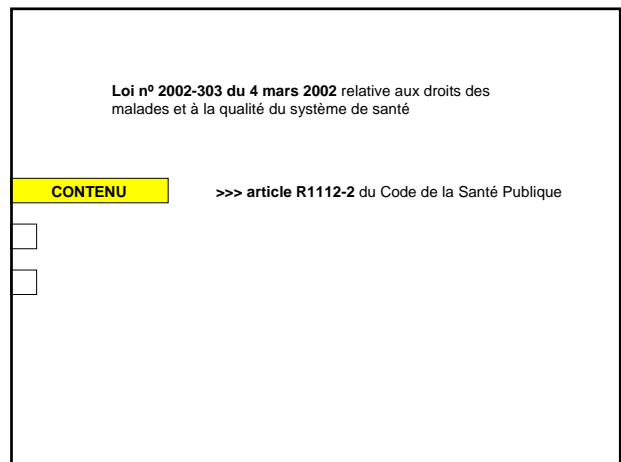 Loi nº 2002-303 du 4 mars 2002 relative aux droits des
malades et à la qualité du système de santé
CONTENU
>>> article R1112-2 du Code de la Santé Publique